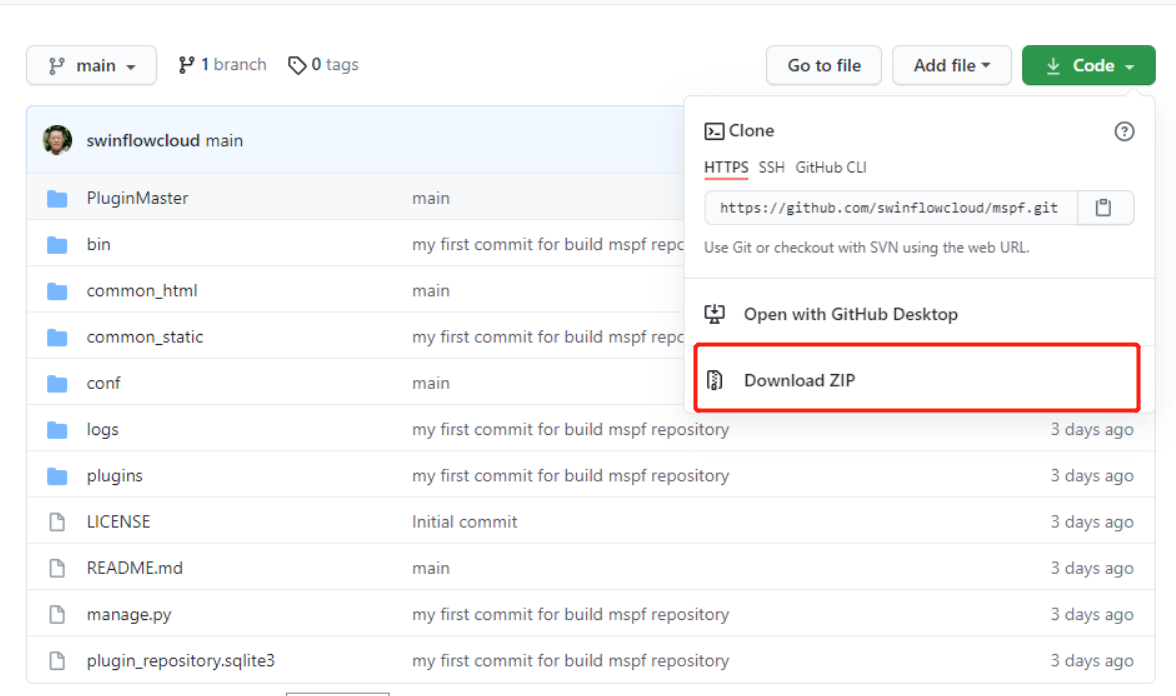 main 1 branch 0 tags Go to file Add file Code
swinflowcloud main
Clone
HTTPS SSH GitHub CLI
https://github.com/swinflowcloud/mspf.git
Use Git or checkout with SVN using the web URL.
Open with GitHub Desktop
Download ZIP
PluginMaster main
bin my first commit for build mspf repo
common_html main
common_static my first commit for build mspf repo
conf main
logs my first commit for build mspf repository 3 days ago
plugins my first commit for build mspf repository 3 days ago
LICENSE Initial commit 3 days ago
README.md main 3 days ago
manage.py my first commit for build mspf repository 3 days ago
plugin_repository.sqlite3 my first commit for build mspf repository 3 days ago